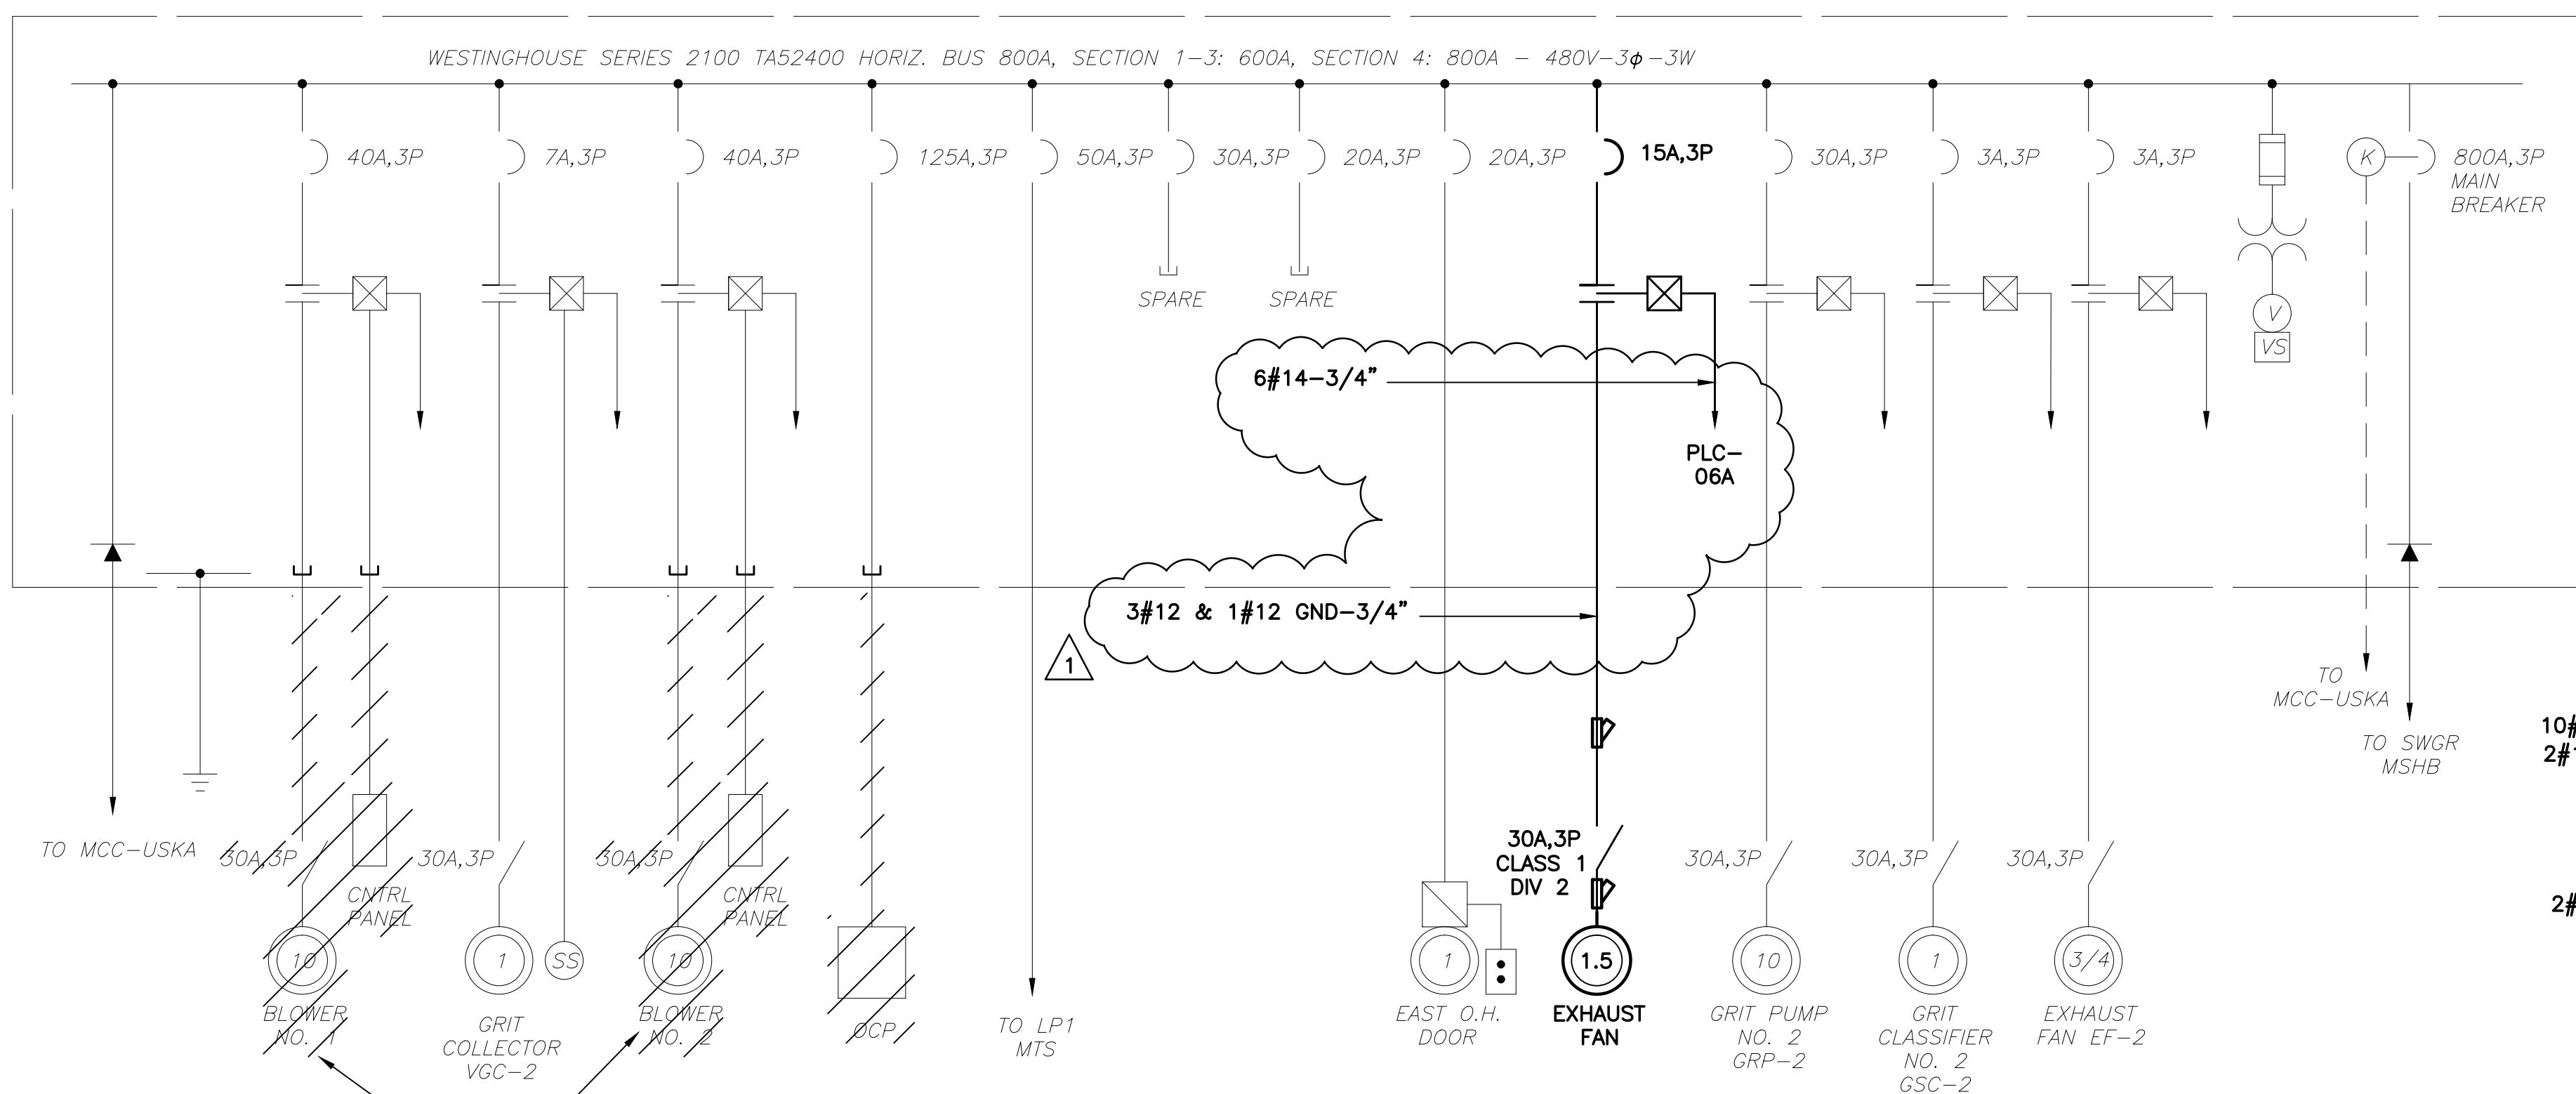 WESTINGHOUSE SERIES 2100 TA52400 HORIZ. BUS 800A, SECTION 1-3: 600A, SECTION 4: 800A - 480V-3ϕ-3W
40A,3P
7A,3P
40A,3P
125A,3P
50A,3P
30A,3P
20A,3P
20A,3P
15A,3P
30A,3P
3A,3P
3A,3P
K
800A,3P
MAIN
BREAKER
SPARE
SPARE
V
VS
6#14-3/4"
PLC-
06A
3#12 & 1#12 GND-3/4"
1
TO
MCC-USKA
TO SWGR
MSHB
10#
2#
TO MCC-USKA
30A,3P
CNTRL
PANEL
30A,3P
30A,3P
CNTRL
PANEL
30A,3P
CLASS 1
DIV 2
30A,3P
30A,3P
30A,3P
2#
10
BLOWER
NO. 1
1
SS
GRIT
COLLECTOR
VGC-2
10
BLOWER
NO. 2
OCP
TO LP1
MTS
1
EAST O.H.
DOOR
1.5
EXHAUST
FAN
10
GRIT PUMP
NO. 2
GRP-2
1
GRIT
CLASSIFIER
NO. 2
GSC-2
3/4
EXHAUST
FAN EF-2